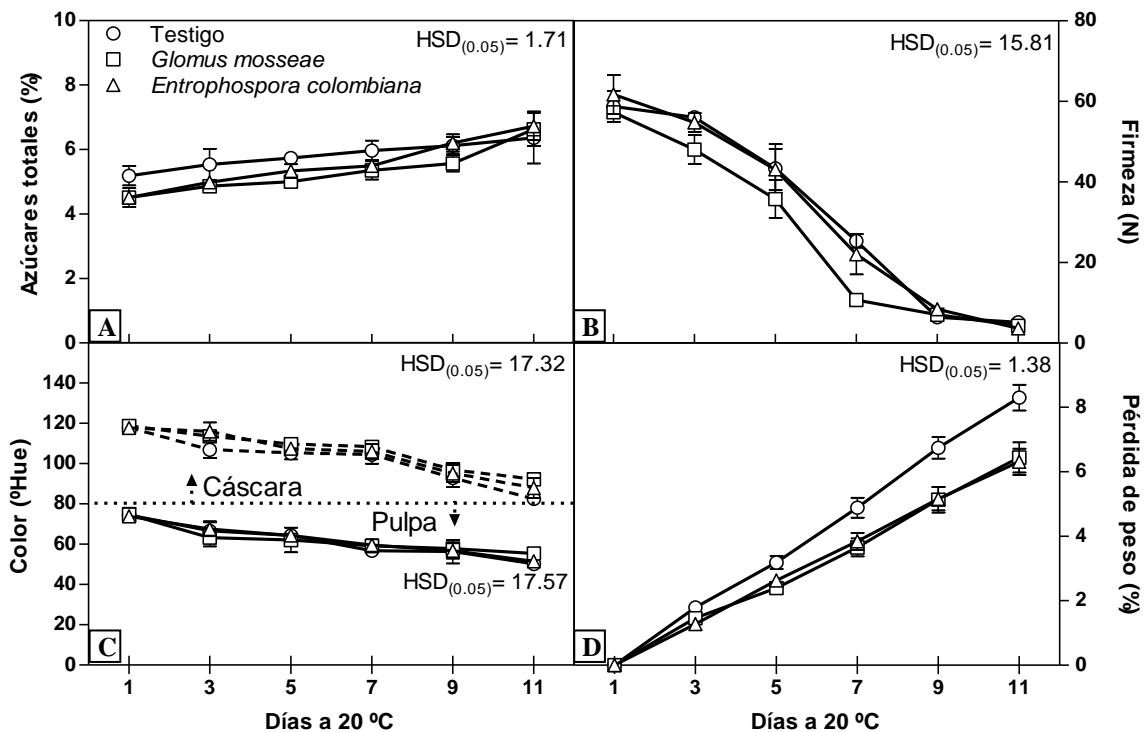 Testigo
Glomus mosseae
Entrophospora colombiana
HSD(0.05)= 1.71
Azúcares totales (%)
10
8
6
4
2
0
A
HSD(0.05)= 15.81
Firmeza (N)
80
60
40
20
0
B
HSD(0.05)= 17.32
Color (ºHue)
140
120
100
80
60
40
20
0
Cáscara
Pulpa
HSD(0.05)= 17.57
C
1 3 5 7 9 11
Días a 20 ºC
HSD(0.05)= 1.38
Pérdida de peso (%)
8
6
4
2
0
D
1 3 5 7 9 11
Días a 20 ºC